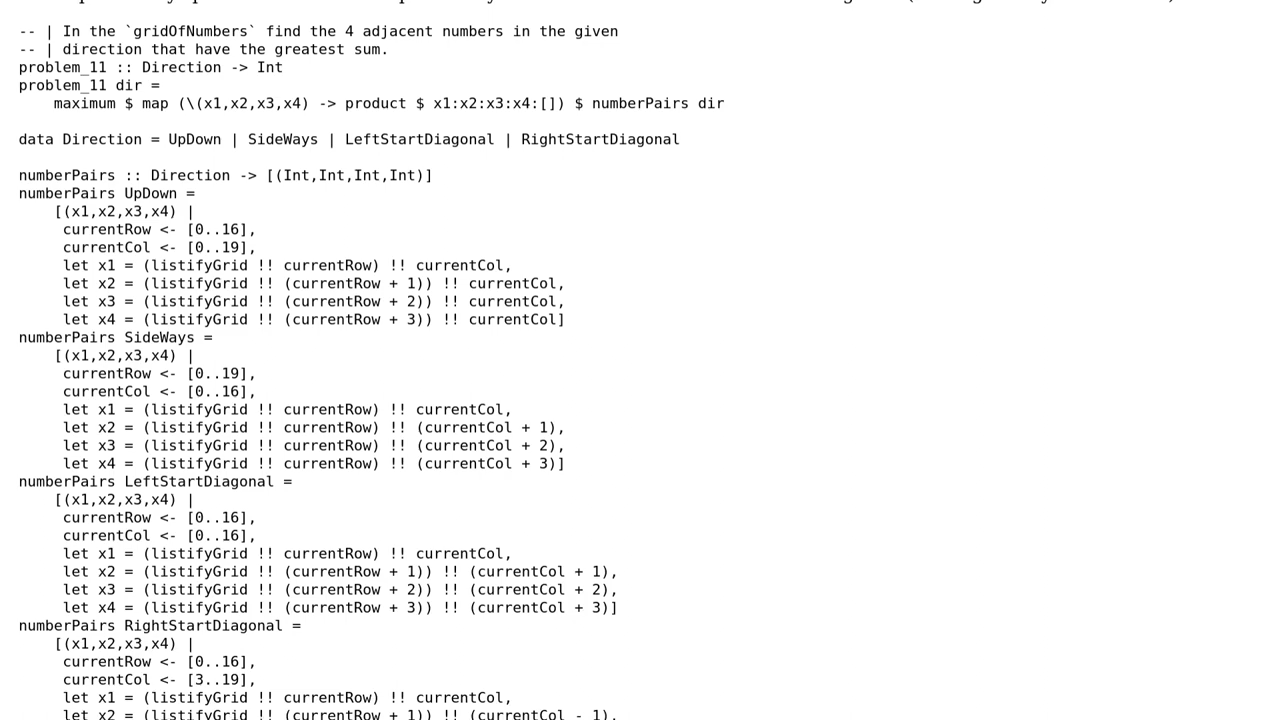 -- | In the `gridOfNumbers` find the 4 adjacent numbers in the given
-- | direction that have the greatest sum.
problem_11 :: Direction -> Int
problem_11 dir =
    maximum $ map (\(x1,x2,x3,x4) -> product $ x1:x2:x3:x4:[]) $ numberPairs dir

data Direction = UpDown | SideWays | LeftStartDiagonal | RightStartDiagonal

numberPairs :: Direction -> [(Int,Int,Int,Int)]
numberPairs UpDown =
    [(x1,x2,x3,x4) |
     currentRow <- [0..16],
     currentCol <- [0..19],
     let x1 = (listifyGrid !! currentRow) !! currentCol,
     let x2 = (listifyGrid !! (currentRow + 1)) !! currentCol,
     let x3 = (listifyGrid !! (currentRow + 2)) !! currentCol,
     let x4 = (listifyGrid !! (currentRow + 3)) !! currentCol]
numberPairs SideWays =
    [(x1,x2,x3,x4) |
     currentRow <- [0..19],
     currentCol <- [0..16],
     let x1 = (listifyGrid !! currentRow) !! currentCol,
     let x2 = (listifyGrid !! currentRow) !! (currentCol + 1),
     let x3 = (listifyGrid !! currentRow) !! (currentCol + 2),
     let x4 = (listifyGrid !! currentRow) !! (currentCol + 3)]
numberPairs LeftStartDiagonal =
    [(x1,x2,x3,x4) |
     currentRow <- [0..16],
     currentCol <- [0..16],
     let x1 = (listifyGrid !! currentRow) !! currentCol,
     let x2 = (listifyGrid !! (currentRow + 1)) !! (currentCol + 1),
     let x3 = (listifyGrid !! (currentRow + 2)) !! (currentCol + 2),
     let x4 = (listifyGrid !! (currentRow + 3)) !! (currentCol + 3)]
numberPairs RightStartDiagonal =
    [(x1,x2,x3,x4) |
     currentRow <- [0..16],
     currentCol <- [3..19],
     let x1 = (listifyGrid !! currentRow) !! currentCol,
     let x2 = (listifyGrid !! (currentRow + 1)) !! (currentCol - 1),